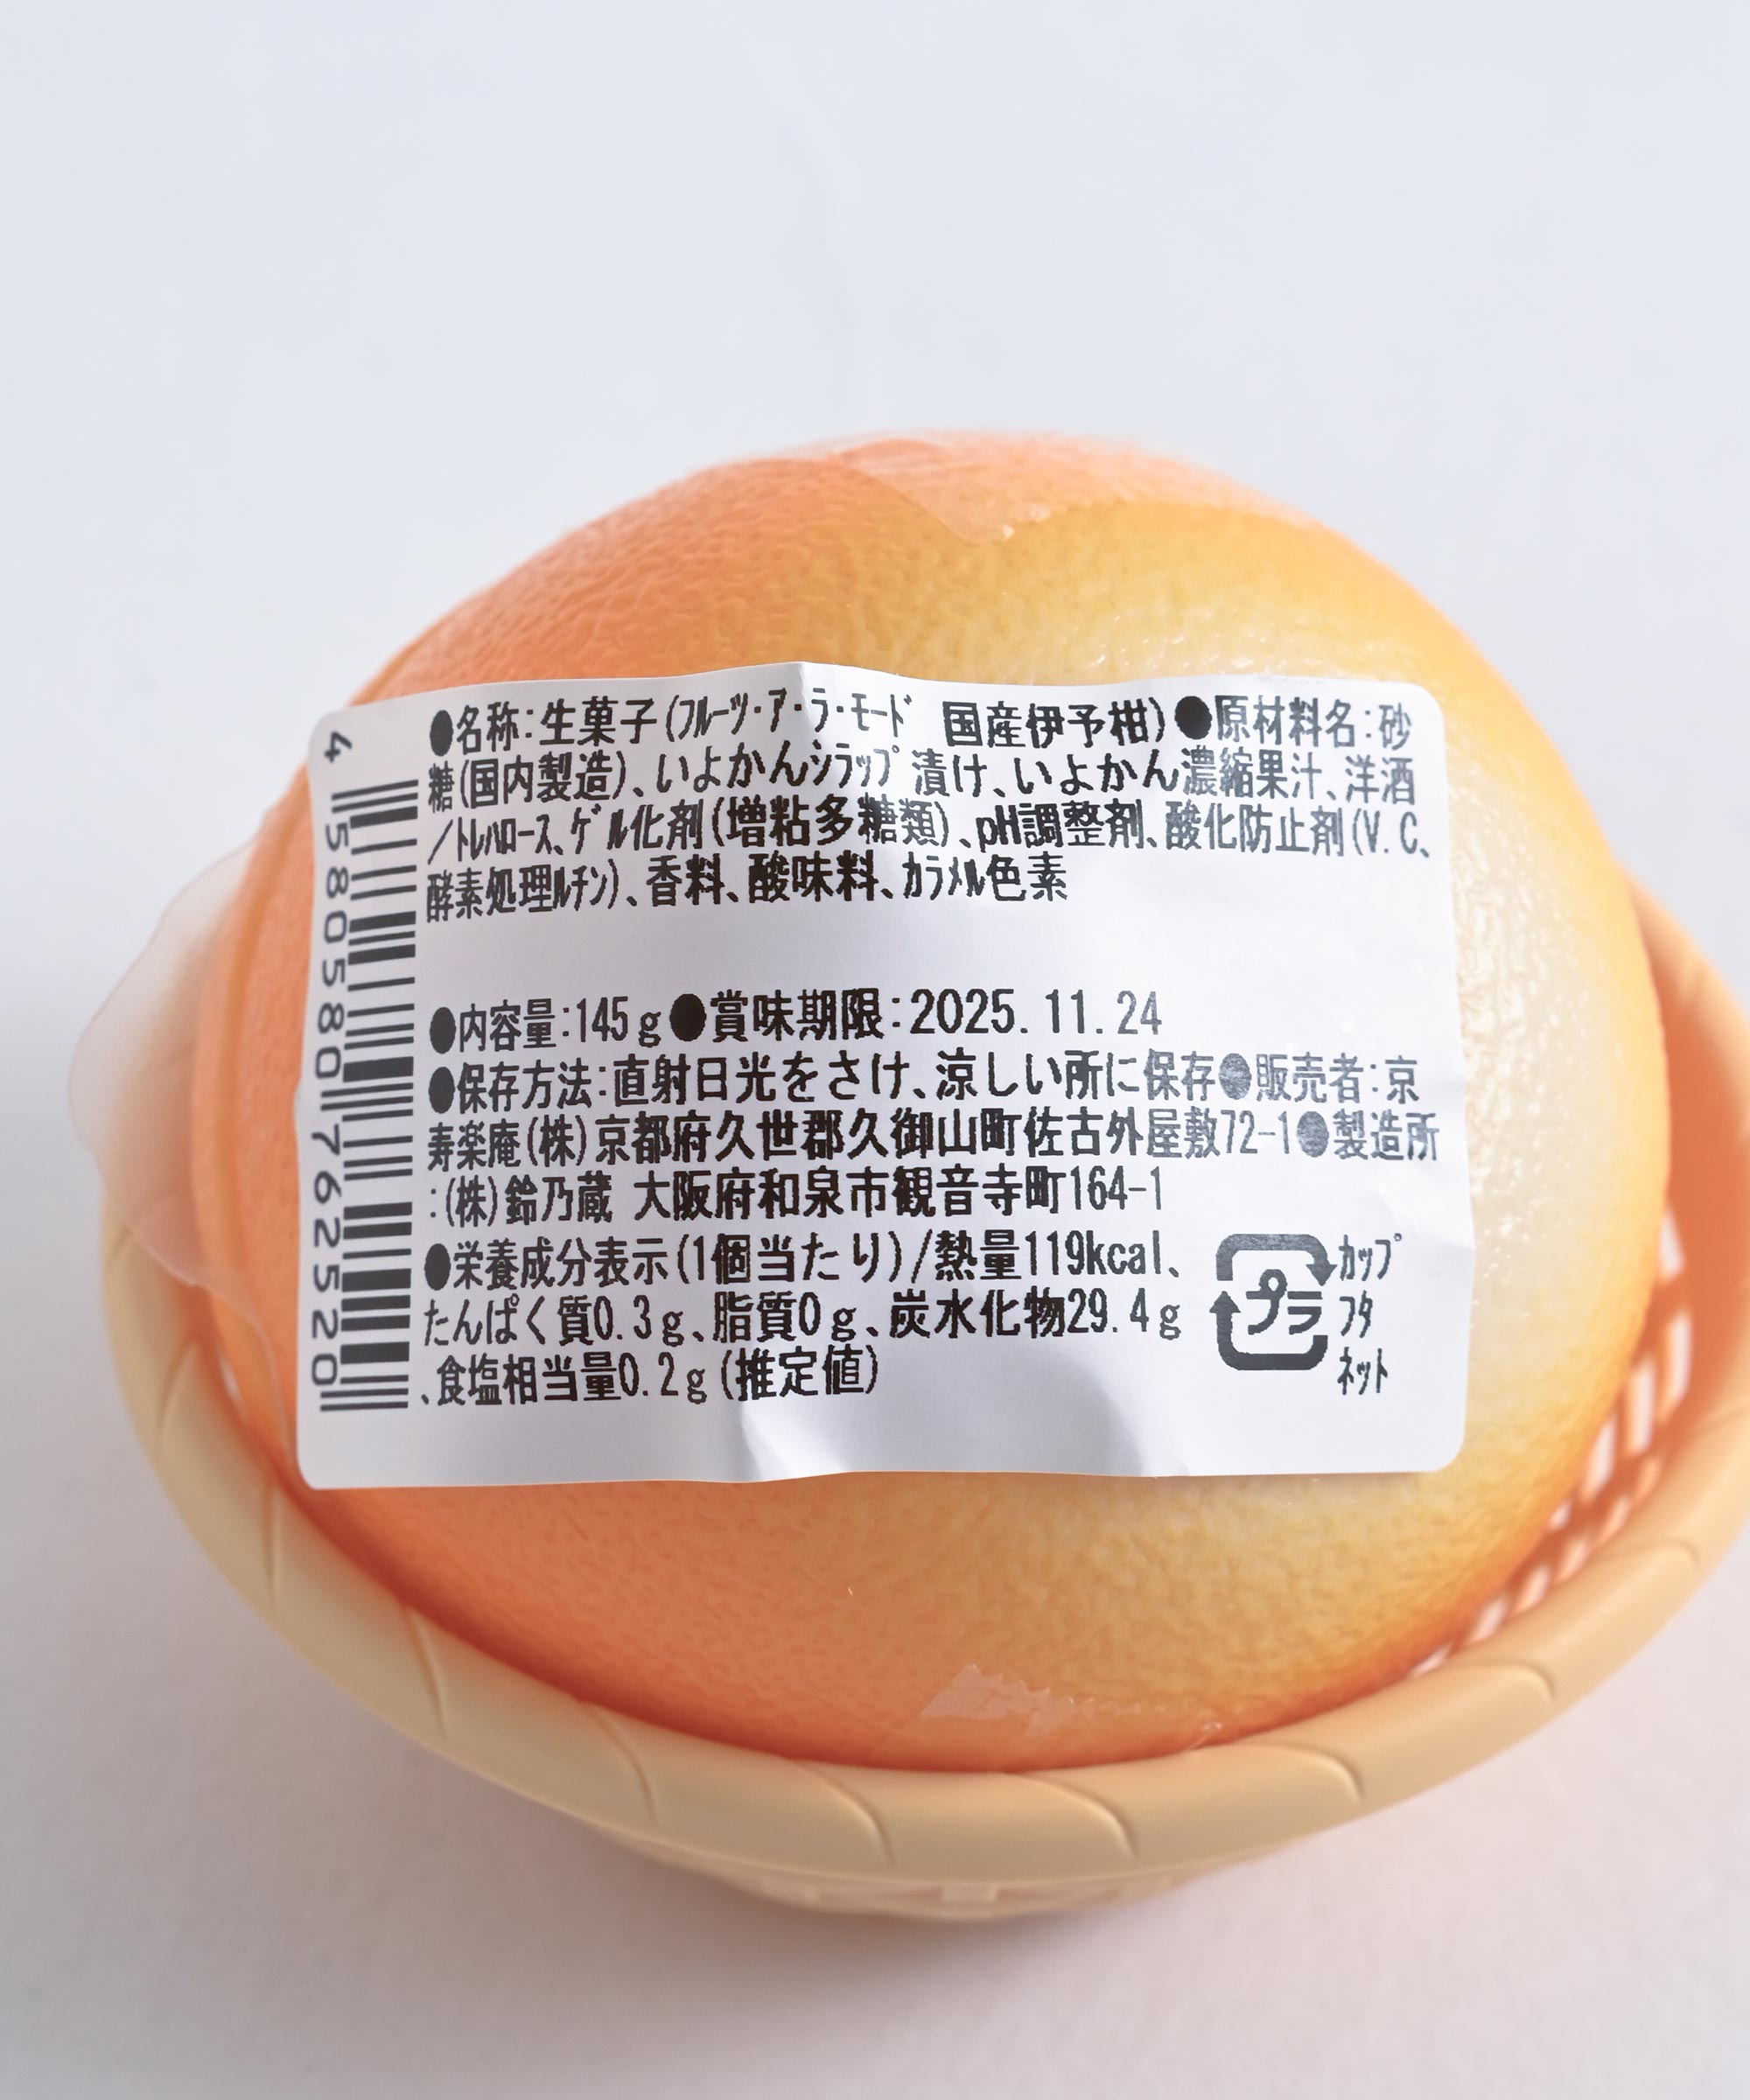 ●名称:生菓子(フルーツ・ア・ラ・モード 国産伊予柑)●原材料名:砂
糖(国内製造)、いよかんシラップ漬け、いよかん濃縮果汁、洋酒
/トレハロース、ゲル化剤(増粘多糖類)、pH調整剤、酸化防止剤(V.C、
酵素処理ルチン)、香料、酸味料、カラメル色素
●内容量:145g●賞味期限:2025.11.24
●保存方法:直射日光をさけ、涼しい所に保存●販売者:京
寿楽庵(株)京都府久世郡久御山町佐古外屋敷72-1●製造所
:(株)鈴乃蔵 大阪府和泉市観音寺町164-1
●栄養成分表示(1個当たり)/熱量119kcal、
たんぱく質0.3g、脂質0g、炭水化物29.4g
、食塩相当量0.2g(推定値)
プラ
カップ
フタ
ネット
4580580762520